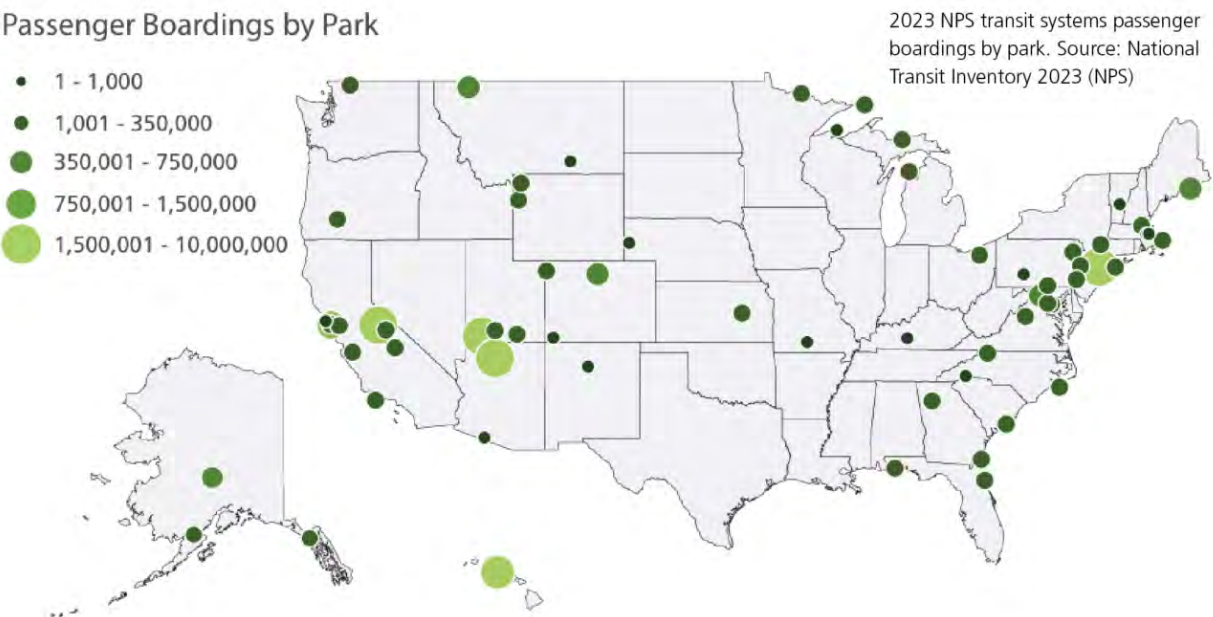 Passenger Boardings by Park
1 - 1,000
1,001 - 350,000
350,001 - 750,000
750,001 - 1,500,000
1,500,001 - 10,000,000
2023 NPS transit systems passenger
boardings by park. Source: National
Transit Inventory 2023 (NPS)